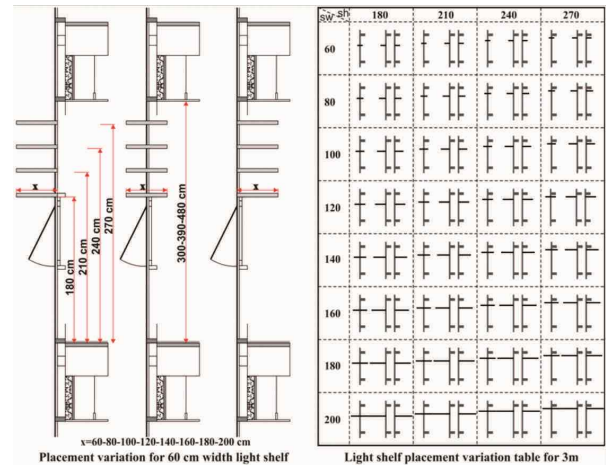 x
x
x
180 cm
210 cm
240 cm
270 cm
300-390-480 cm
x=60-80-100-120-140-160-180-200 cm
Placement variation for 60 cm width light shelf
sw sh 180 210 240 270
60
80
100
120
140
160
180
200
Light shelf placement variation table for 3m